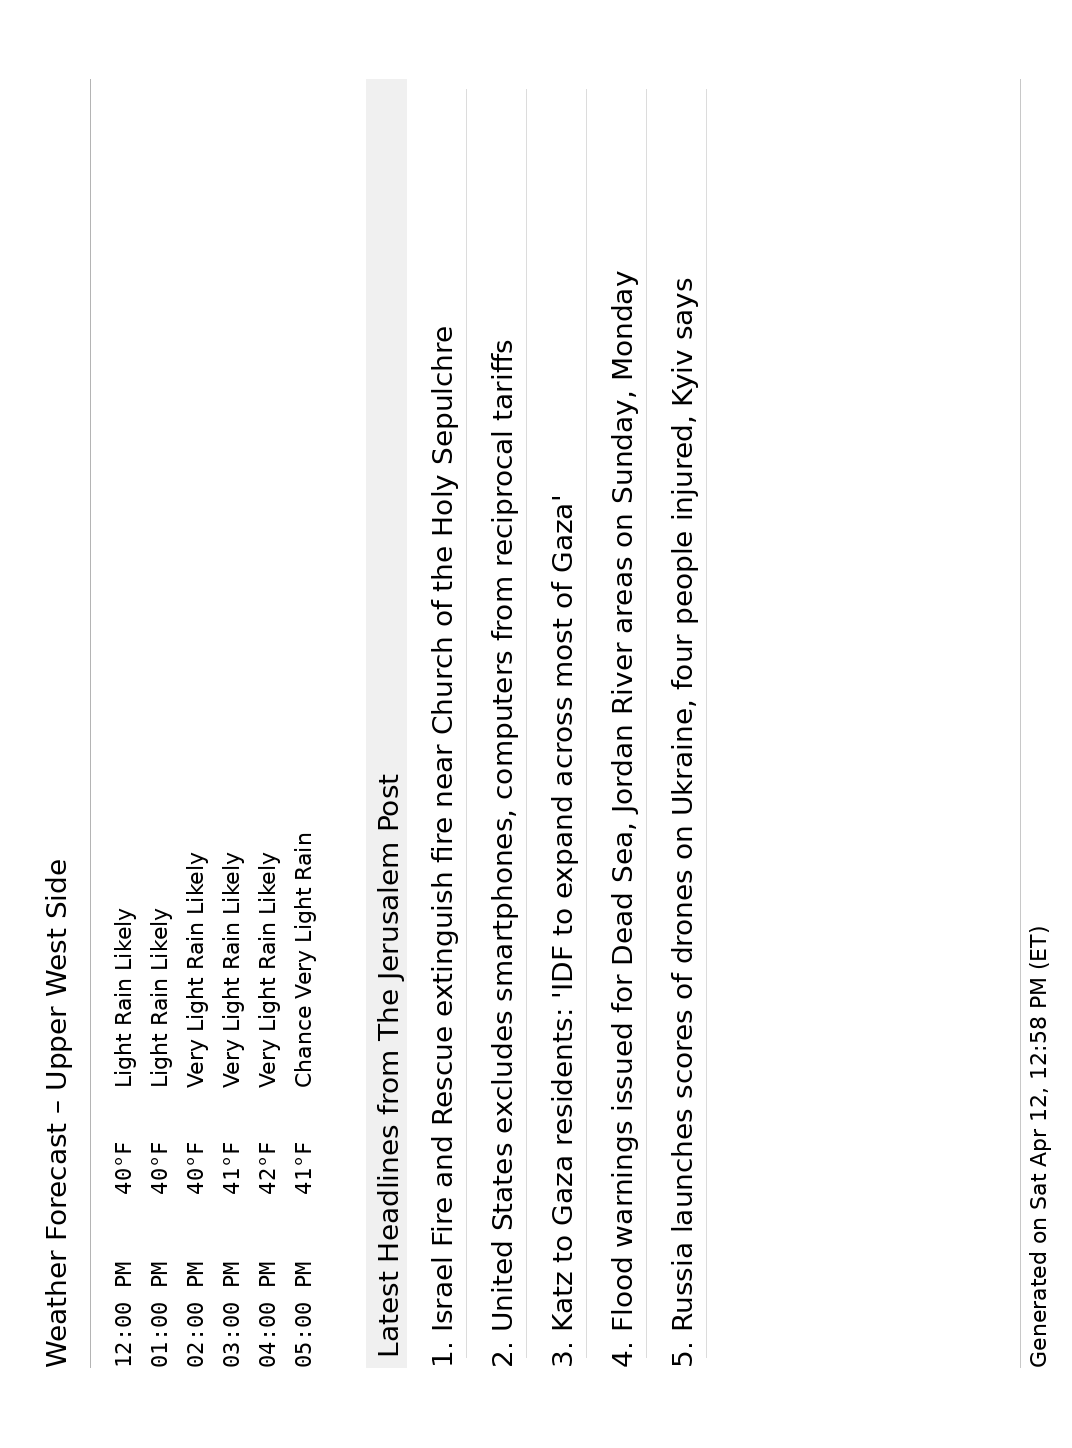 Weather Forecast – Upper West Side
12:00 PM 40°F Light Rain Likely
01:00 PM 40°F Light Rain Likely
02:00 PM 40°F Very Light Rain Likely
03:00 PM 41°F Very Light Rain Likely
04:00 PM 42°F Very Light Rain Likely
05:00 PM 41°F Chance Very Light Rain
Latest Headlines from The Jerusalem Post
1. Israel Fire and Rescue extinguish fire near Church of the Holy Sepulchre
2. United States excludes smartphones, computers from reciprocal tariffs
3. Katz to Gaza residents: 'IDF to expand across most of Gaza'
4. Flood warnings issued for Dead Sea, Jordan River areas on Sunday, Monday
5. Russia launches scores of drones on Ukraine, four people injured, Kyiv says
Generated on Sat Apr 12, 12:58 PM (ET)